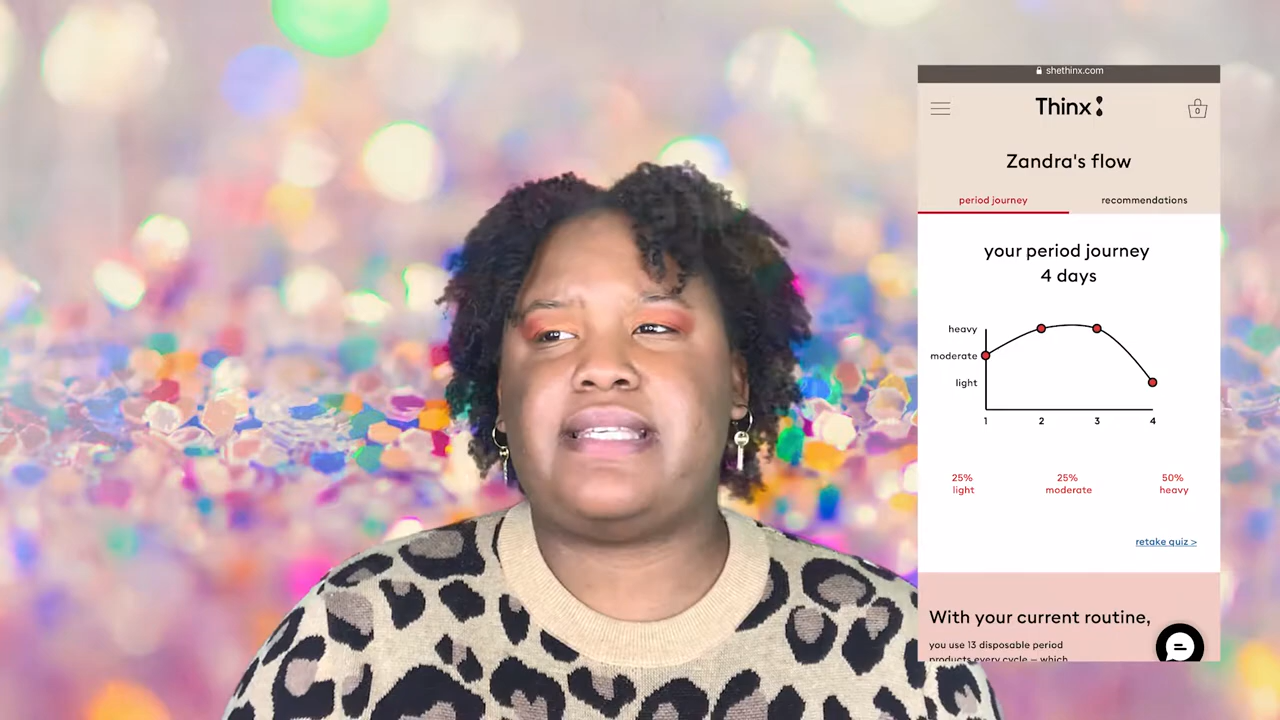 shethinx.com
Thinx
0
Zandra's flow
period journey recommendations
your period journey
4 days
heavy
moderate
light
1 2 3 4
25% 25% 50%
light moderate heavy
retake quiz >
With your current routine,
you use 13 disposable period
products every cycle – which